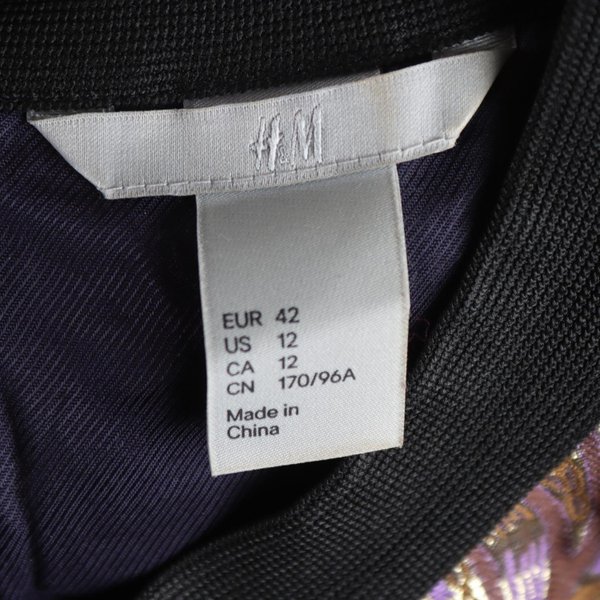 H&M
EUR 42
US 12
CA 12
CN 170/96A
Made in
China